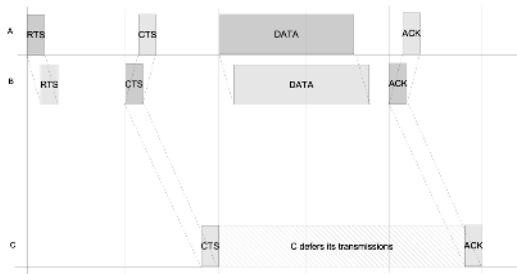 A
RTS
CTS
DATA
ACK
B
RTS
CTS
DATA
ACK
C
CTS
C defers its transmissions
ACK